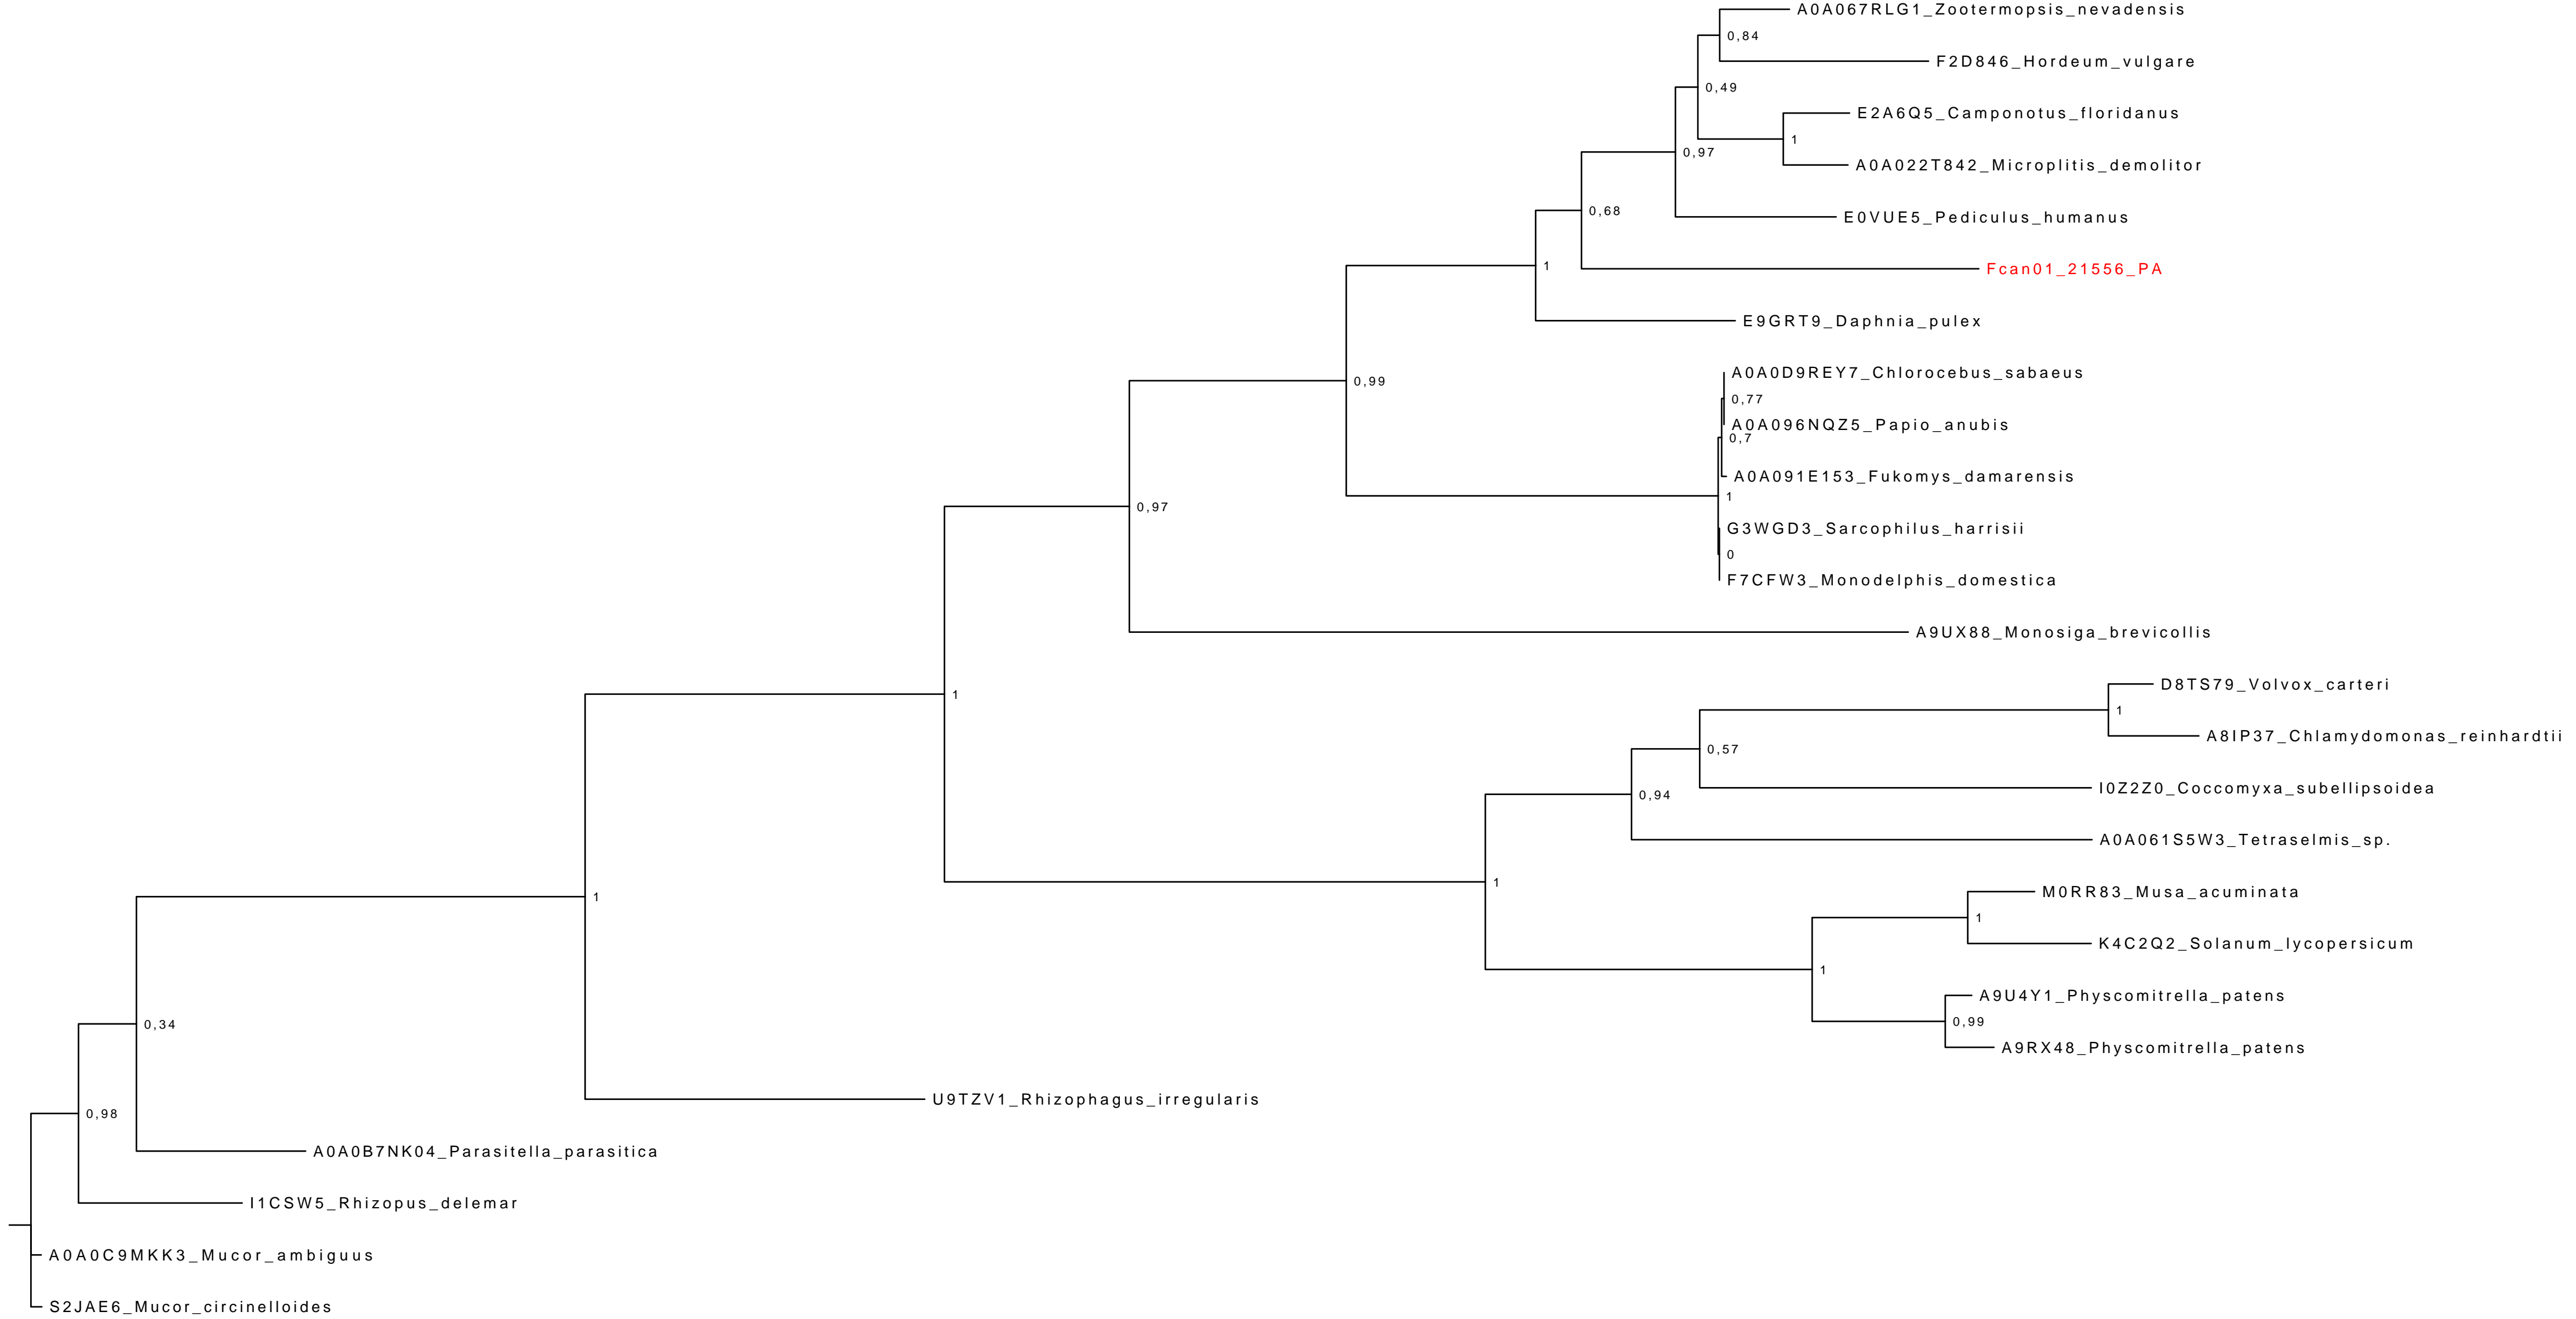 A0A067RLG1_Zootermopsis_nevadensis
0,84
F2D846_Hordeum_vulgare
0,49
E2A6Q5_Camponotus_floridanus
1
0,97
A0A022T842_Microplitis_demolitor
0,68
E0VUE5_Pediculus_humanus
1
Fcan01_21556_PA
E9GRT9_Daphnia_pulex
A0A0D9REY7_Chlorocebus_sabaeus
0,99
0,77
A0A096NQZ5_Papio_anubis
0,7
A0A091E153_Fukomys_damarensis
1
0,97
G3WGD3_Sarcophilus_harrisii
0
F7CFW3_Monodelphis_domestica
A9UX88_Monosiga_brevicollis
D8TS79_Volvox_carteri
1
1
A8IP37_Chlamydomonas_reinhardtii
0,57
I0Z2Z0_Coccomyxa_subellipsoidea
0,94
A0A061S5W3_Tetraselmis_sp.
1
M0RR83_Musa_acuminata
1
1
K4C2Q2_Solanum_lycopersicum
1
A9U4Y1_Physcomitrella_patens
0,34
0,99
A9RX48_Physcomitrella_patens
U9TZV1_Rhizophagus_irregularis
0,98
A0A0B7NK04_Parasitella_parasitica
I1CSW5_Rhizopus_delemar
A0A0C9MKK3_Mucor_ambiguus
S2JAE6_Mucor_circinelloides